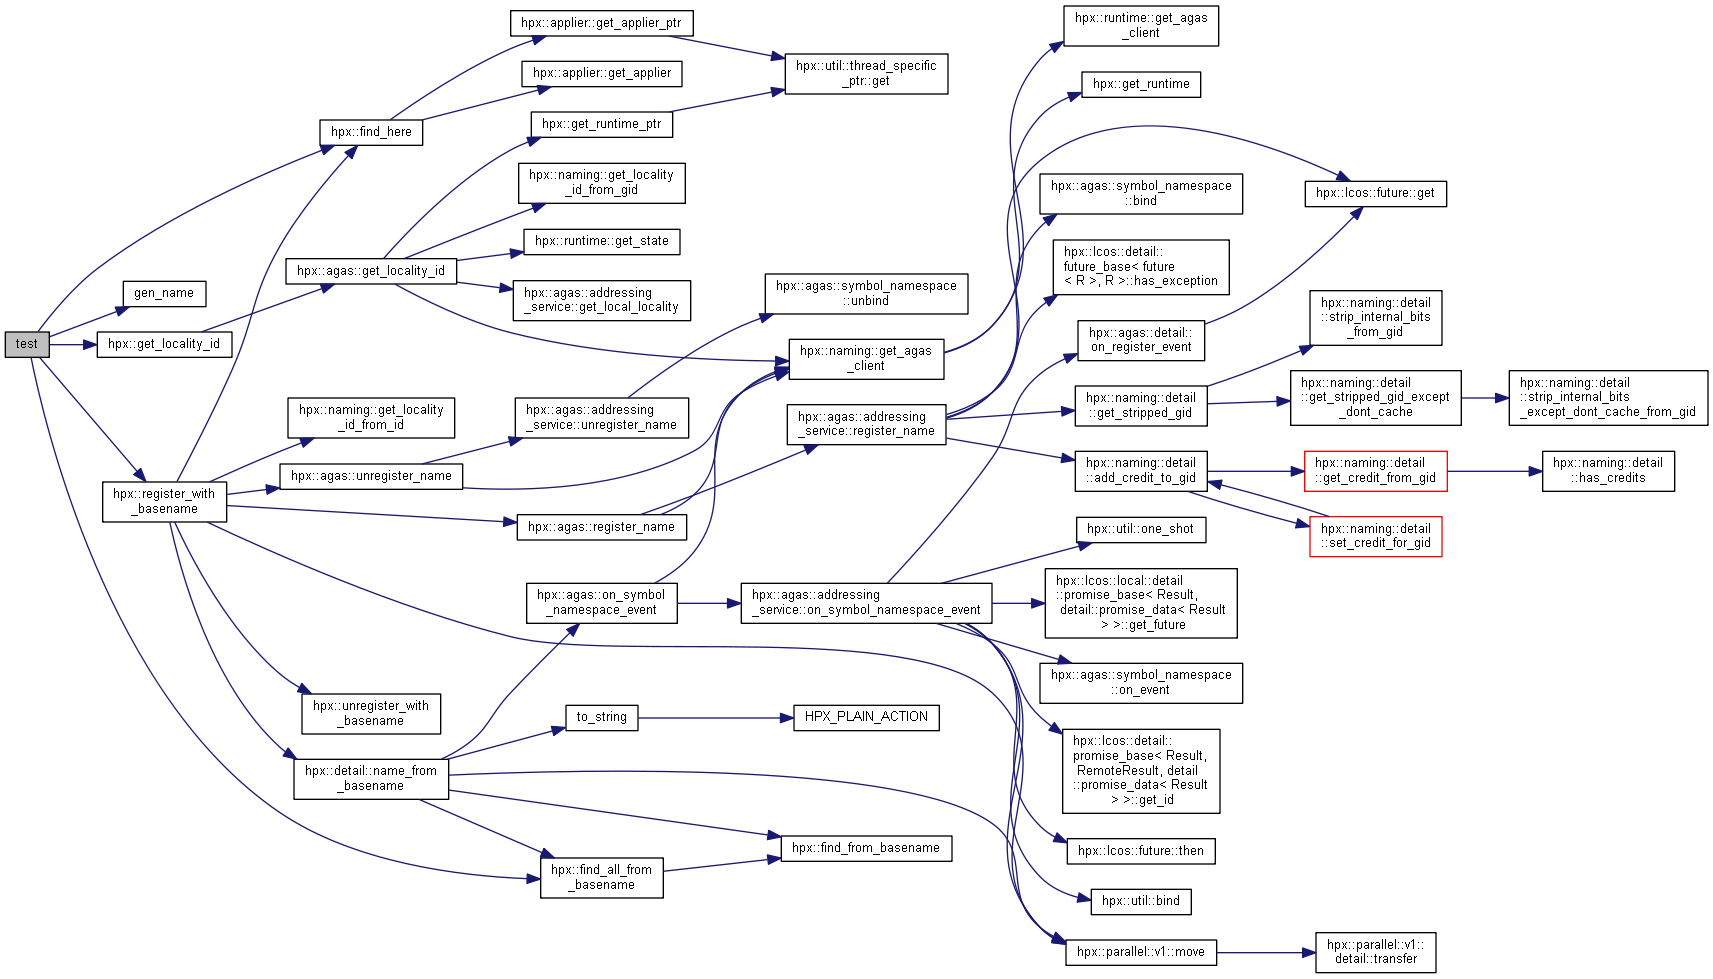 test
hpx::find_here
gen_name
hpx::get_locality_id
hpx::register_with
_basename
hpx::agas::get_locality_id
hpx::naming::get_locality
_id_from_id
hpx::agas::unregister_name
hpx::unregister_with
_basename
hpx::detail::name_from
_basename
hpx::applier::get_applier_ptr
hpx::applier::get_applier
hpx::get_runtime_ptr
hpx::naming::get_locality
_id_from_gid
hpx::runtime::get_state
hpx::agas::addressing
_service::get_local_locality
hpx::agas::addressing
_service::unregister_name
hpx::agas::register_name
hpx::agas::on_symbol
_namespace_event
to_string
hpx::find_all_from
_basename
hpx::util::thread_specific
_ptr::get
hpx::agas::symbol_namespace
::unbind
hpx::naming::get_agas
_client
hpx::agas::addressing
_service::register_name
hpx::agas::addressing
_service::on_symbol_namespace_event
HPX_PLAIN_ACTION
hpx::find_from_basename
hpx::runtime::get_agas
_client
hpx::get_runtime
hpx::agas::symbol_namespace
::bind
hpx::lcos::detail::
future_base< future
< R >, R >::has_exception
hpx::agas::detail::
on_register_event
hpx::naming::detail
::get_stripped_gid
hpx::naming::detail
::add_credit_to_gid
hpx::util::one_shot
hpx::lcos::local::detail
::promise_base< Result,
detail::promise_data< Result
> >::get_future
hpx::agas::symbol_namespace
::on_event
hpx::lcos::detail::
promise_base< Result,
RemoteResult, detail
::promise_data< Result
> >::get_id
hpx::lcos::future::then
hpx::util::bind
hpx::parallel::v1::move
hpx::lcos::future::get
hpx::naming::detail
::strip_internal_bits
_from_gid
hpx::naming::detail
::get_stripped_gid_except
_dont_cache
hpx::naming::detail
::get_credit_from_gid
hpx::naming::detail
::set_credit_for_gid
hpx::parallel::v1::
detail::transfer
hpx::naming::detail
::strip_internal_bits
_except_dont_cache_from_gid
hpx::naming::detail
::has_credits